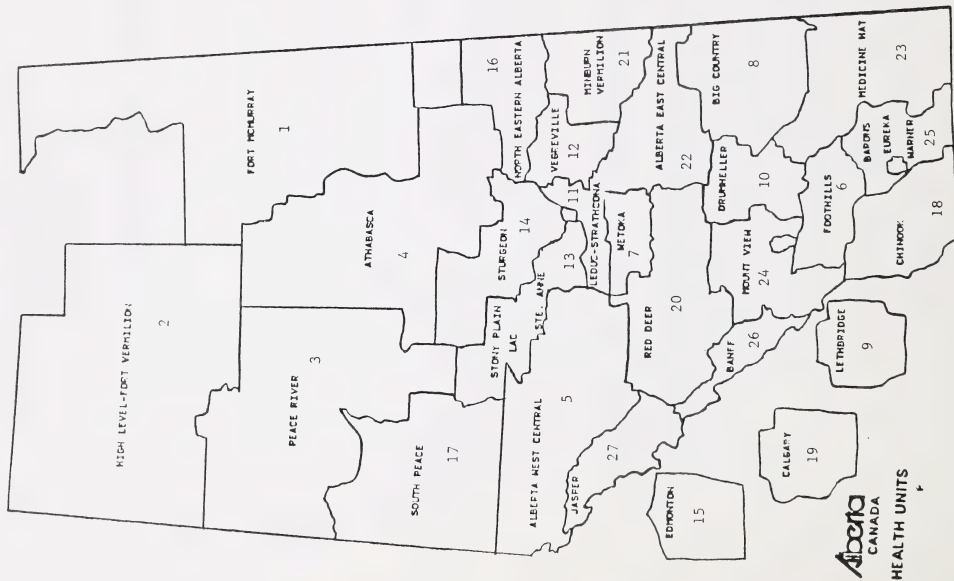 HIGH LEVEL-FORT VERMILION
2
FORT MCMURRAY
1
PEACE RIVER
3
ATHABASCA
4
SOUTH PEACE
17
NORTH EASTERN ALBERTA
16
STURGEON
14
STONY PLAIN
LAC
STE. ANNE
13
VEGREVILLE
12
MINBURN
VERMILION
21
11
LEDUC-STRATHCONA
WETOKA
7
ALBERTA WEST CENTRAL
5
JASPER
27
ALBERTA EAST CENTRAL
22
RED DEER
20
BIG COUNTRY
8
DRUMHELLER
10
MOUNT VIEW
24
BANFF
26
FOOTHILLS
6
MEDICINE HAT
23
BARONS
EUREKA
WARNER
25
CHINOOK
18
EDMONTON
15
CALGARY
19
LETHBRIDGE
9
Alberta
CANADA
HEALTH UNITS